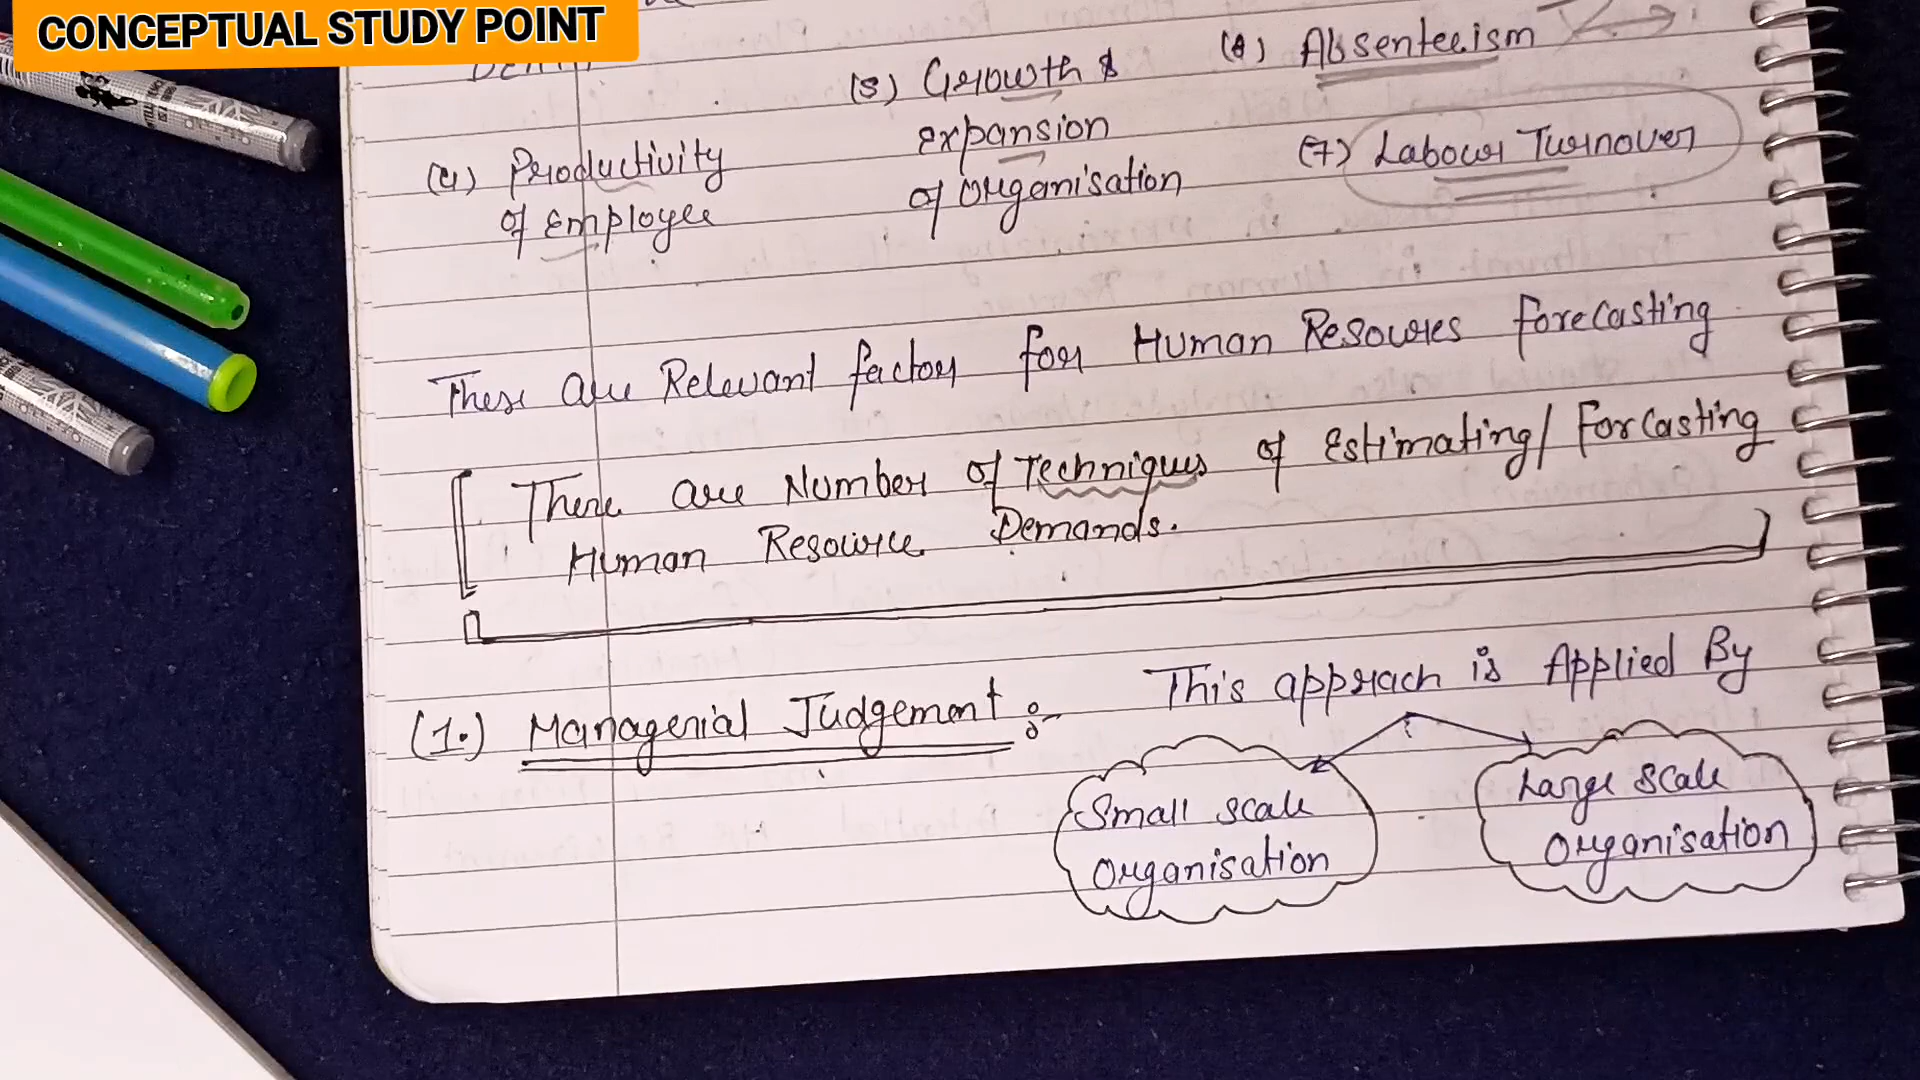 CONCEPTUAL STUDY POINT
(4) Productivity
of Employee
(5) Growth &
expansion
of Organisation
Absenteeism
(7) Labour Turnover
These are Relevant factor for Human Resources forecasting
There are Number of Techniques of Estimating/Forcasting
Human Resource Demands.
(1.) Managerial Judgement :- This apprach is Applied By
Small scale
Organisation
Large Scale
Organisation